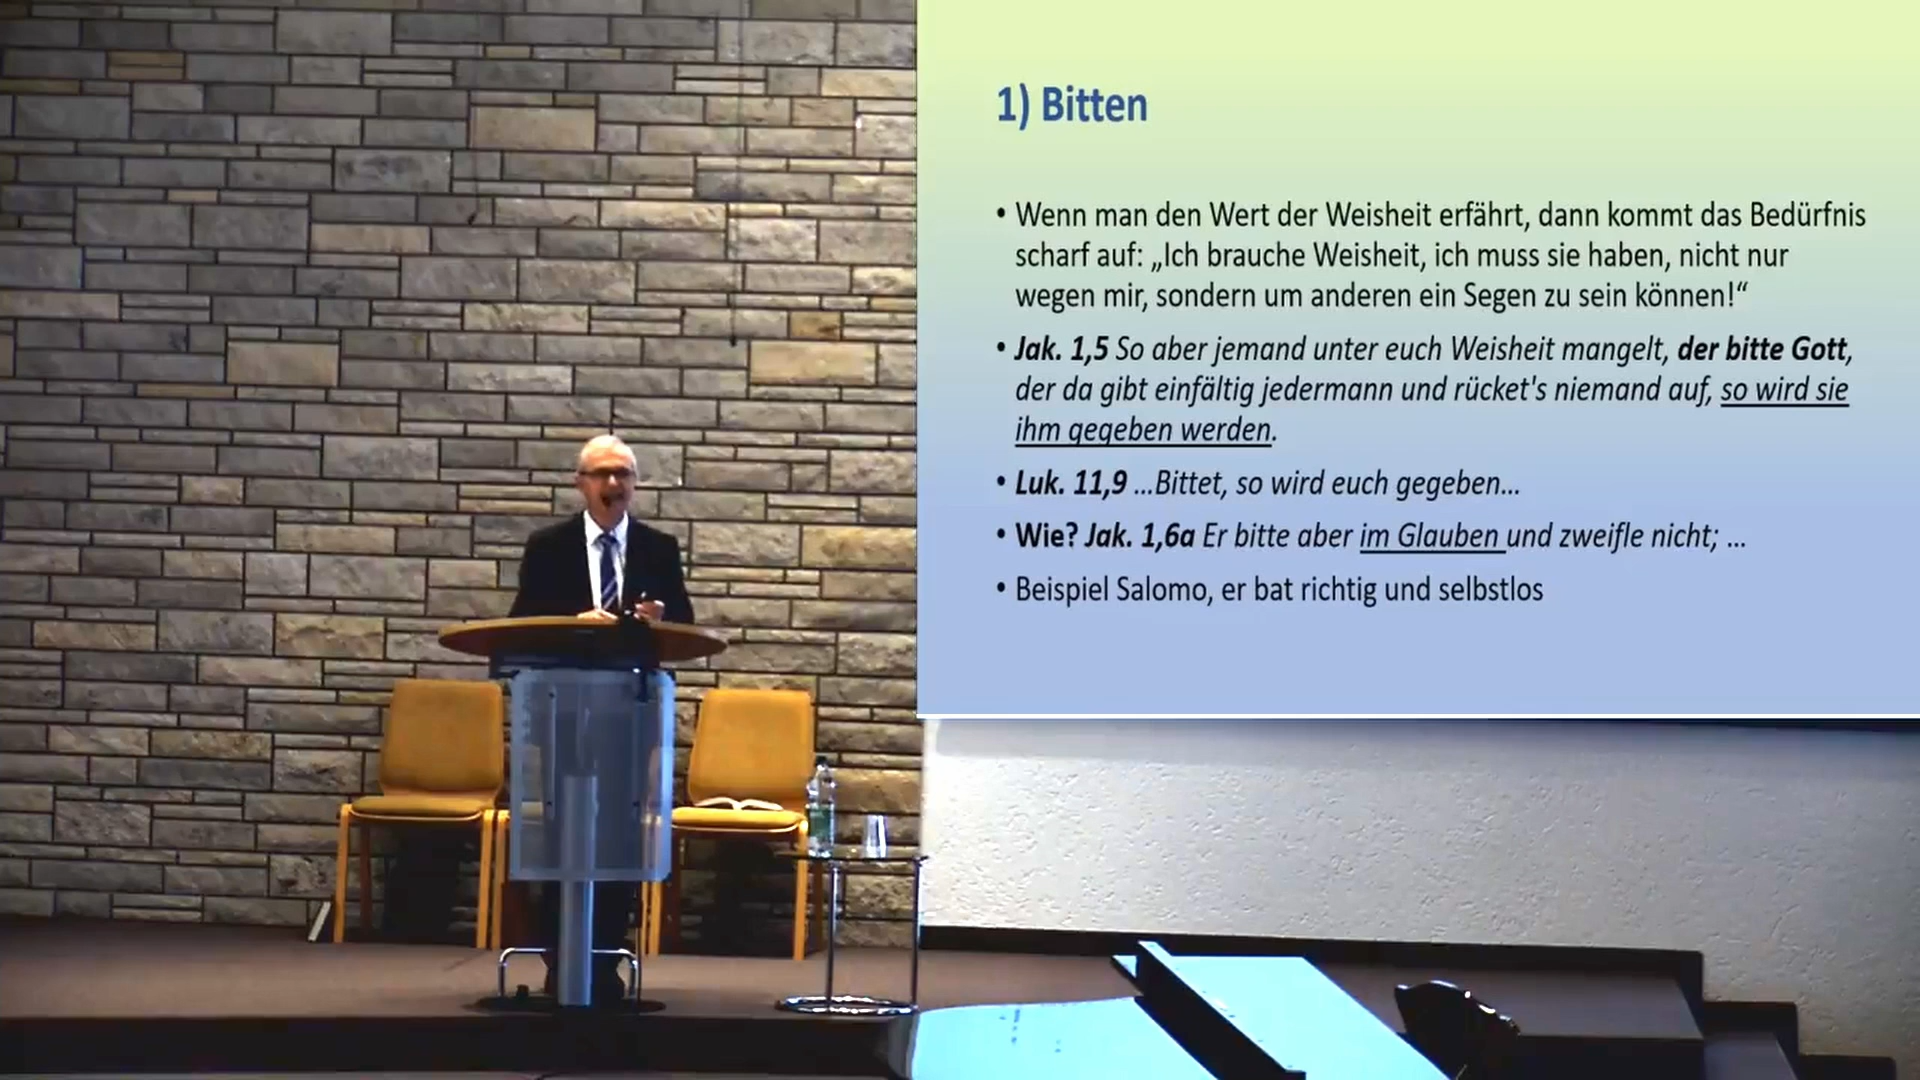 1) Bitten
• Wenn man den Wert der Weisheit erfährt, dann kommt das Bedürfnis
scharf auf: „Ich brauche Weisheit, ich muss sie haben, nicht nur
wegen mir, sondern um anderen ein Segen zu sein können!“
• Jak. 1,5 So aber jemand unter euch Weisheit mangelt, der bitte Gott,
der da gibt einfältig jedermann und rücket's niemand auf, so wird sie
ihm gegeben werden.
• Luk. 11,9 …Bittet, so wird euch gegeben…
• Wie? Jak. 1,6a Er bitte aber im Glauben und zweifle nicht; …
• Beispiel Salomo, er bat richtig und selbstlos